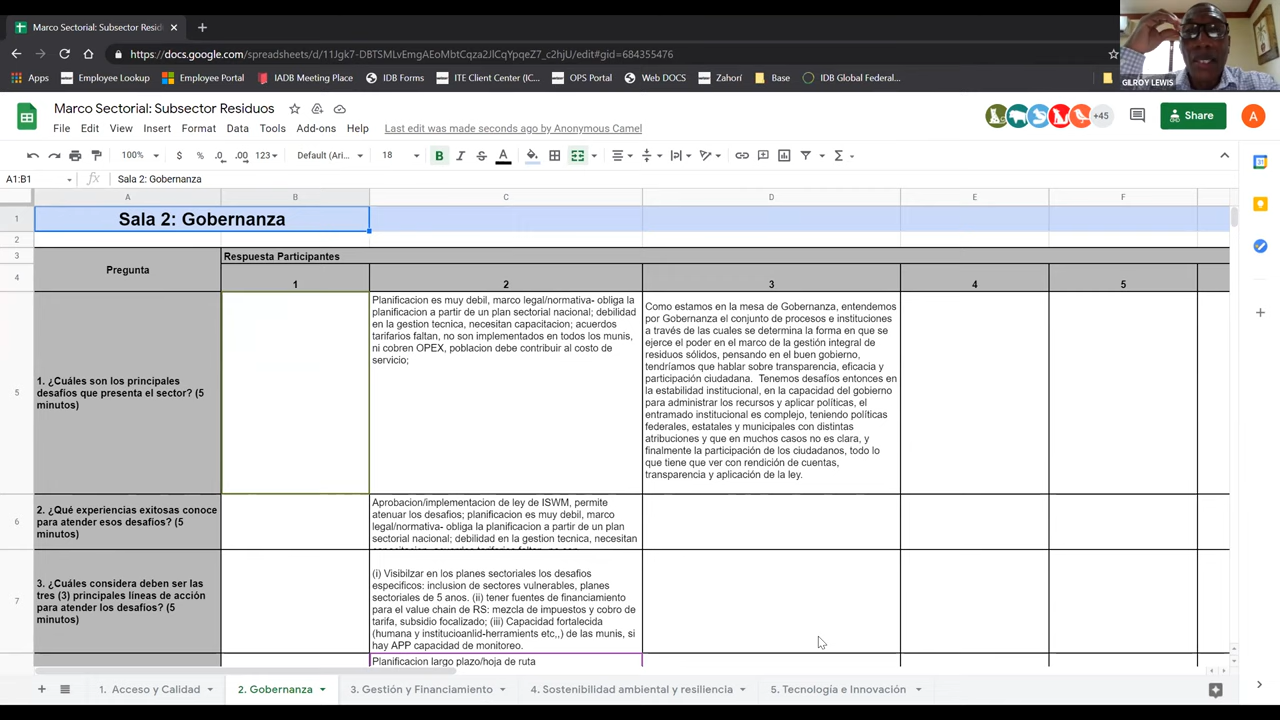 Marco Sectorial: Subsector Resid
https://docs.google.com/spreadsheets/d/11Jgk7-DBTSMLvEmgAEoMbtCqza2JlCqYpqeZ7_c2hjU/edit#gid=684355476
Apps
Employee Lookup
Employee Portal
IADB Meeting Place
IDB Forms
ITE Client Center (IC...
OPS Portal
Web DOCS
Zahorí
Base
IDB Global Federal...
GILROY LEWIS
Marco Sectorial: Subsector Residuos
File Edit View Insert Format Data Tools Add-ons Help
Last edit was made seconds ago by Anonymous Camel
+45
Share
A
100% $ % .0 .00 123 Default (Ari... 18 B I S A
A1:B1 fx Sala 2: Gobernanza
A B C D E F
1 Sala 2: Gobernanza
2
3 Respuesta Participantes
Pregunta
4 1 2 3 4 5
5
1. ¿Cuáles son los principales
desafíos que presenta el sector? (5
minutos)
Planificacion es muy debil, marco legal/normativa- obliga la
planificacion a partir de un plan sectorial nacional; debilidad
en la gestion tecnica, necesitan capacitacion; acuerdos
tarifarios faltan, no son implementados en todos los munis,
ni cobren OPEX, poblacion debe contribuir al costo de
servicio;
Como estamos en la mesa de Gobernanza, entendemos
por Gobernanza el conjunto de procesos e instituciones
a través de las cuales se determina la forma en que se
ejerce el poder en el marco de la gestión integral de
residuos sólidos, pensando en el buen gobierno,
tendríamos que hablar sobre transparencia, eficacia y
participación ciudadana. Tenemos desafíos entonces en
la estabilidad institucional, en la capacidad del gobierno
para administrar los recursos y aplicar políticas, el
entramado institucional es complejo, teniendo políticas
federales, estatales y municipales con distintas
atribuciones y que en muchos casos no es clara, y
finalmente la participación de los ciudadanos, todo lo
que tiene que ver con rendición de cuentas,
transparencia y aplicación de la ley.
6
2. ¿Qué experiencias exitosas conoce
para atender esos desafíos? (5
minutos)
Aprobacion/implementacion de ley de ISWM, permite
atenuar los desafios; planificacion es muy debil, marco
legal/normativa- obliga la planificacion a partir de un plan
sectorial nacional; debilidad en la gestion tecnica, necesitan
7
3. ¿Cuáles considera deben ser las
tres (3) principales líneas de acción
para atender los desafíos? (5
minutos)
(i) Visibilzar en los planes sectoriales los desafios
especificos: inclusion de sectores vulnerables, planes
sectoriales de 5 anos. (ii) tener fuentes de financiamiento
para el value chain de RS: mezcla de impuestos y cobro de
tarifa, subsidio focalizado; (iii) Capacidad fortalecida
(humana y institucioanlid-herramients etc,,) de las munis, si
hay APP capacidad de monitoreo.
Planificacion largo plazo/hoja de ruta
1. Acceso y Calidad
2. Gobernanza
3. Gestión y Financiamiento
4. Sostenibilidad ambiental y resiliencia
5. Tecnología e Innovación